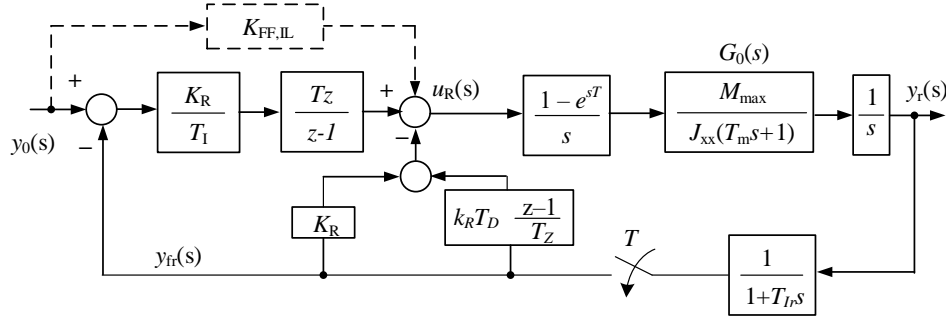 K_FF,IL
G_0(s)
+
K_R
T_I
Tz
z-1
+
u_R(s)
1 – e^sT
s
M_max
J_xx(T_m s+1)
1
s
y_r(s)
y_0(s)
−
−
K_R
k_R T_D z–1
T_Z
y_fr(s)
T
1
1+T_Ir s